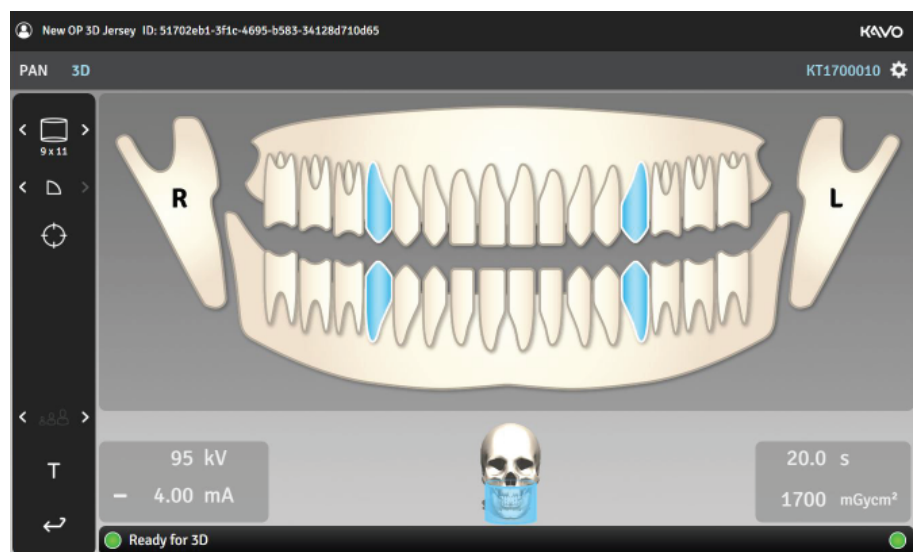 New OP 3D Jersey ID: 51702eb1-3f1c-4695-b583-34128d710d65
KAVO
PAN 3D
KT1700010
9 x 11
R
L
T
95 kV
– 4.00 mA
20.0 s
1700 mGycm²
Ready for 3D